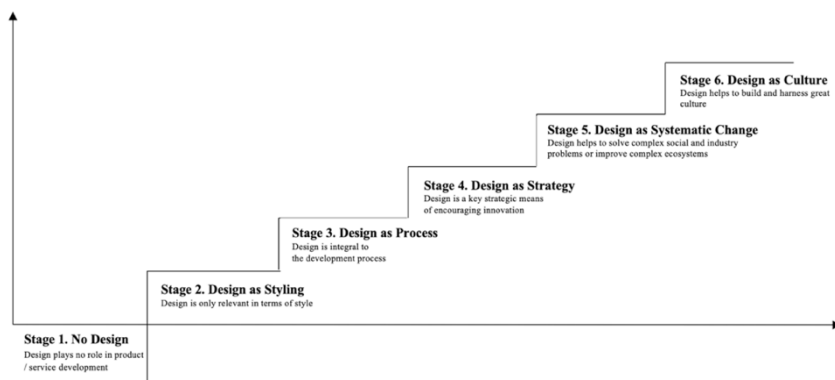 Stage 6. Design as Culture
Design helps to build and harness great
culture
Stage 5. Design as Systematic Change
Design helps to solve complex social and industry
problems or improve complex ecosystems
Stage 4. Design as Strategy
Design is a key strategic means
of encouraging innovation
Stage 3. Design as Process
Design is integral to
the development process
Stage 2. Design as Styling
Design is only relevant in terms of style
Stage 1. No Design
Design plays no role in product
/ service development